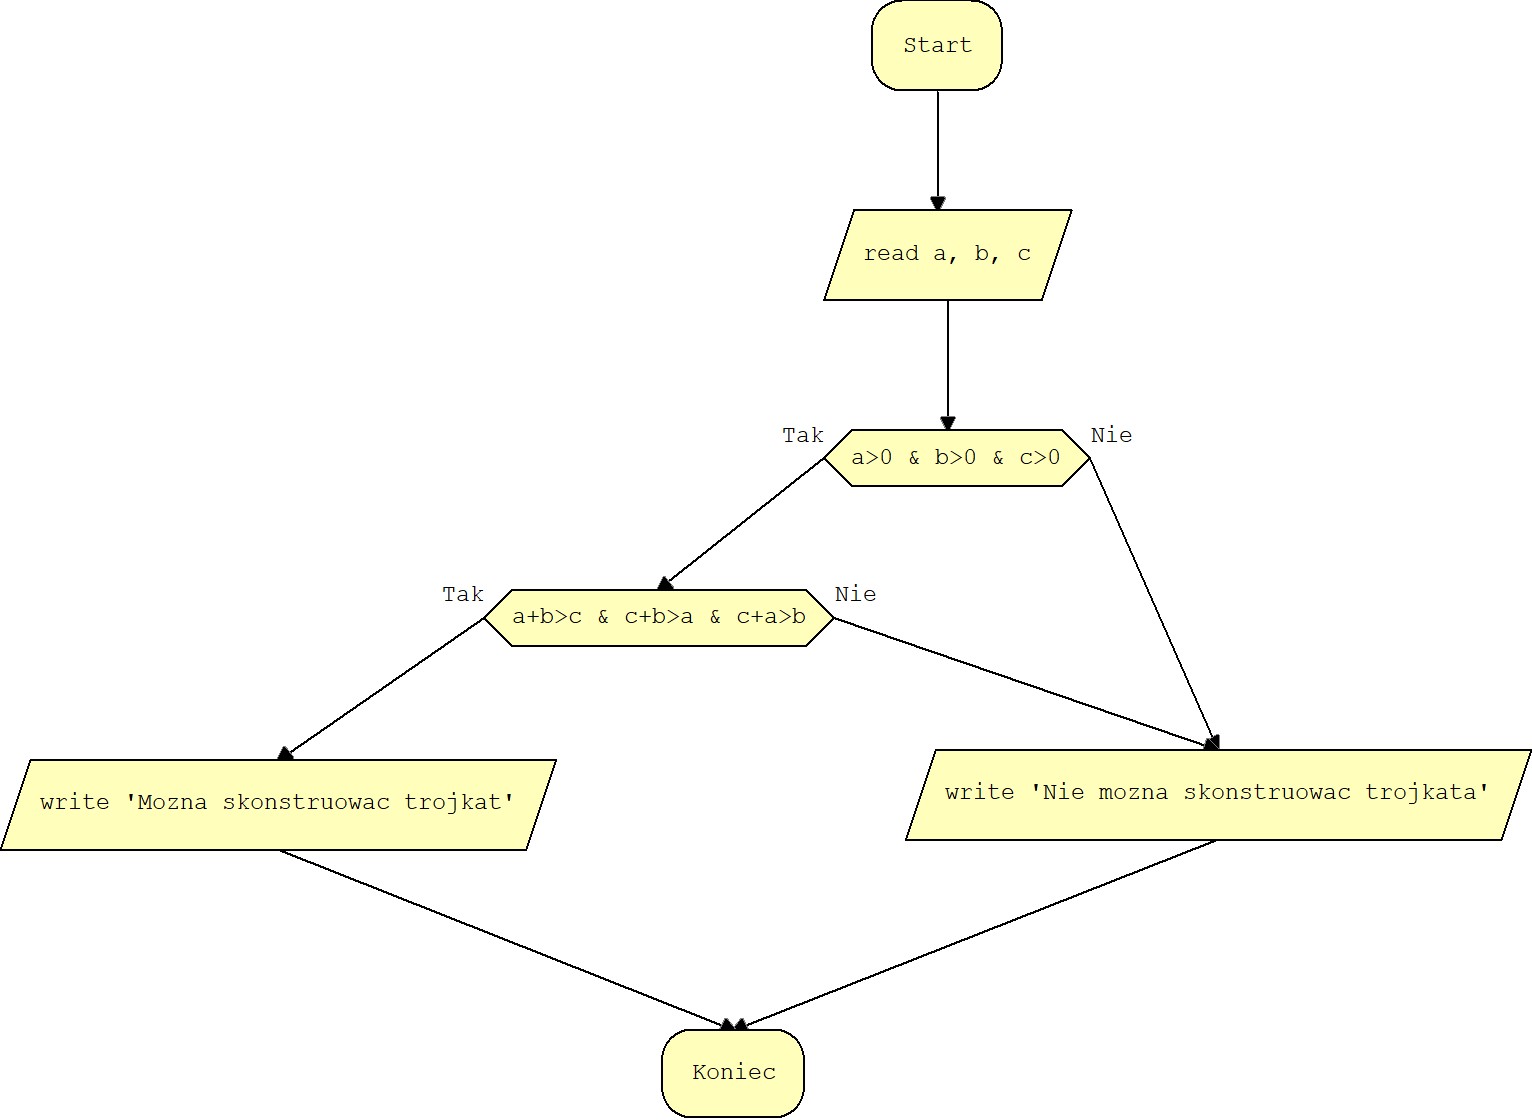 Start
read a, b, c
Tak
Nie
a>0 & b>0 & c>0
Tak
Nie
a+b>c & c+b>a & c+a>b
write 'Mozna skonstruowac trojkat'
write 'Nie mozna skonstruowac trojkata'
Koniec